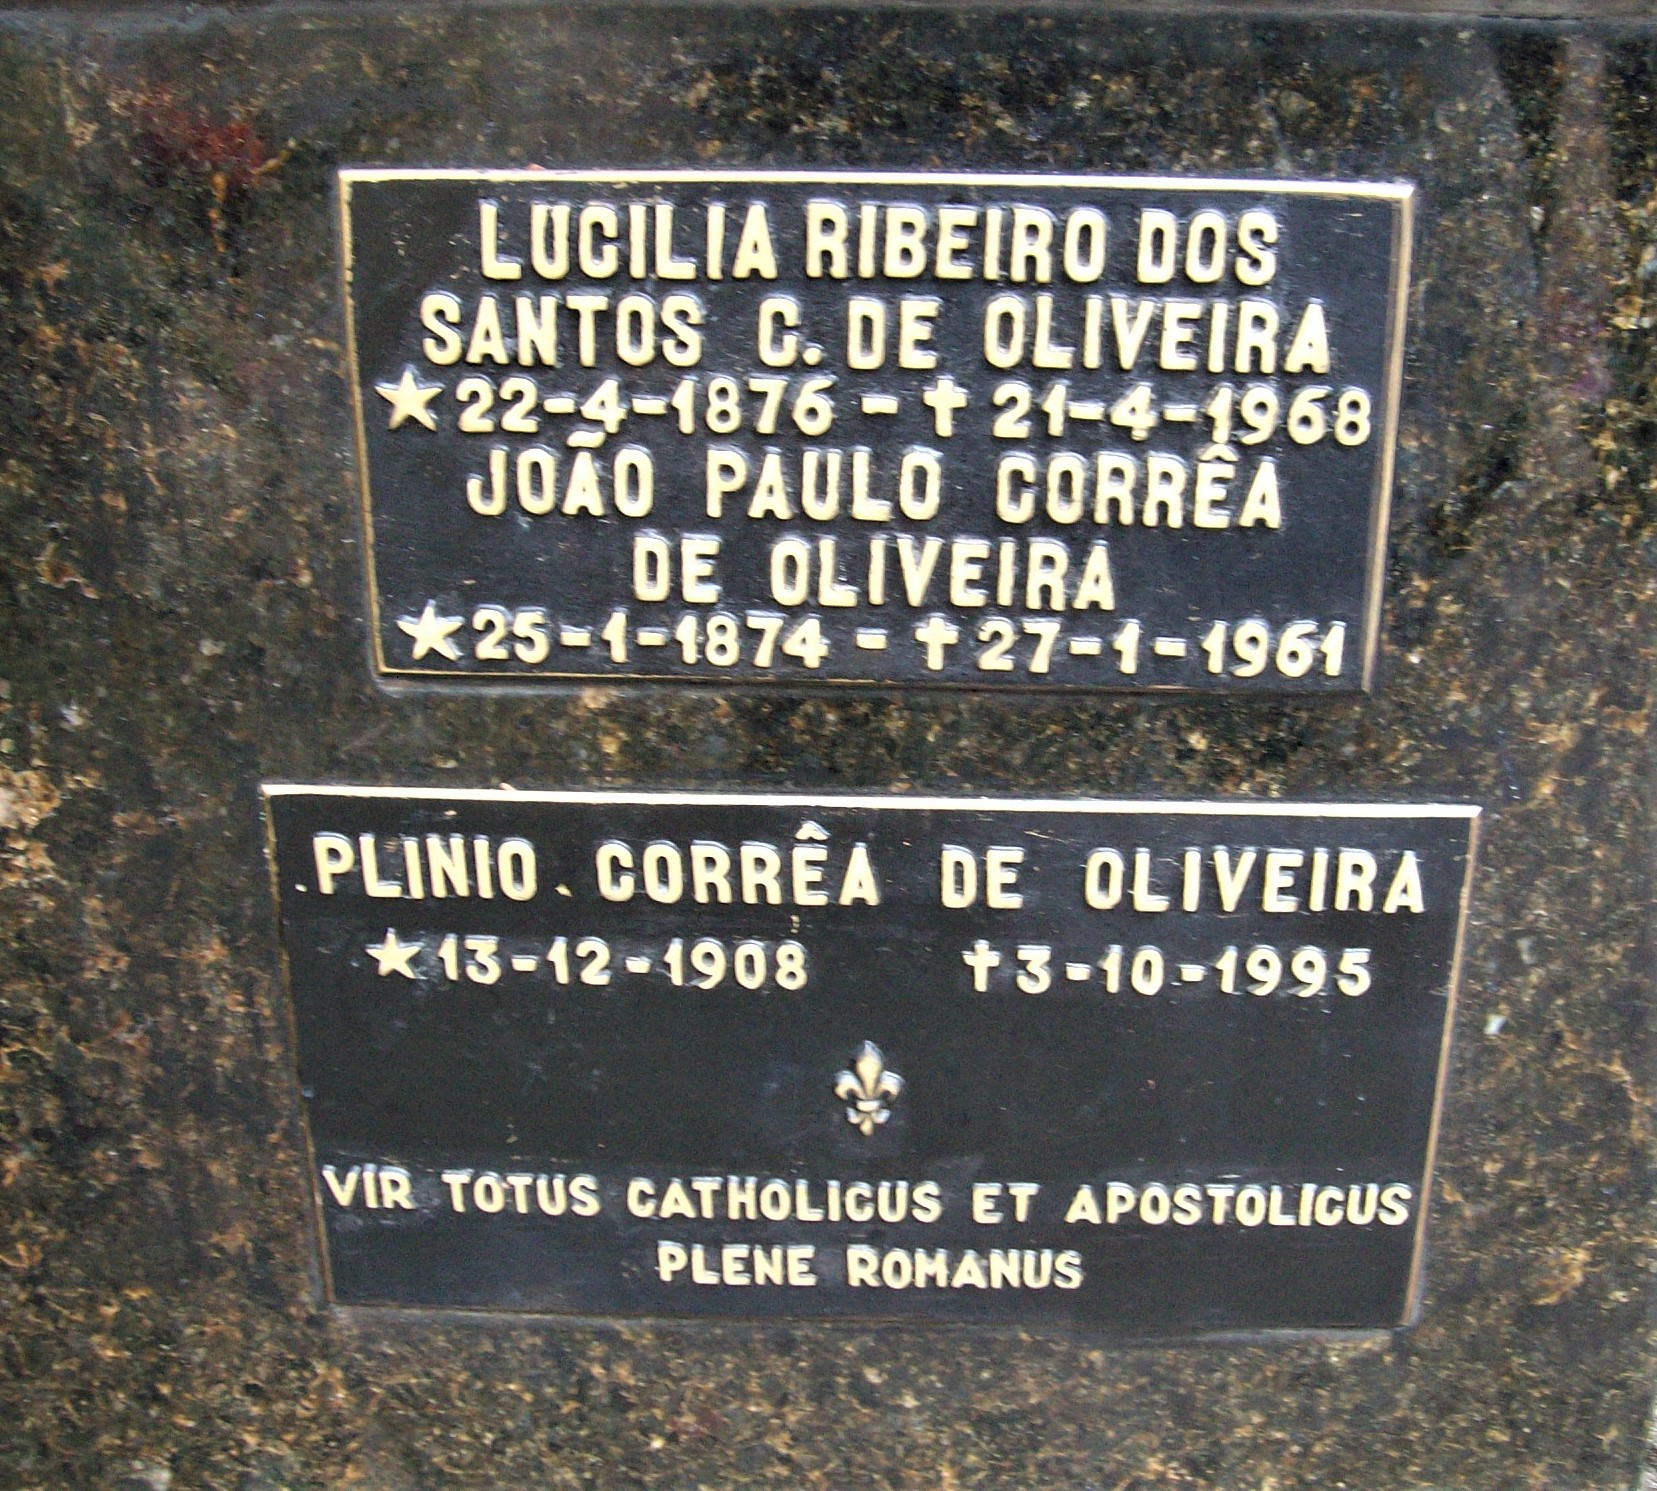 LUCILIA RIBEIRO DOS
SANTOS C. DE OLIVEIRA
★22-4-1876 - ✝21-4-1968
JOÃO PAULO CORRÊA
DE OLIVEIRA
★25-1-1874 - ✝27-1-1961
PLINIO CORRÊA DE OLIVEIRA
★13-12-1908 ✝3-10-1995
VIR TOTUS CATHOLICUS ET APOSTOLICUS
PLENE ROMANUS